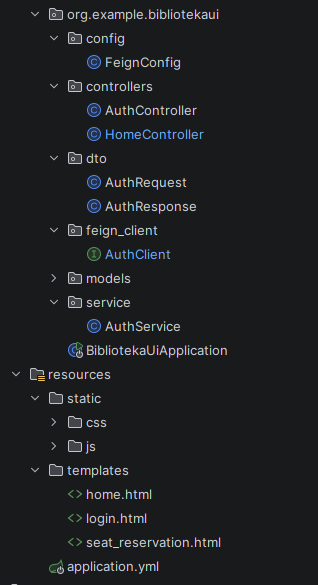 org.example.bibliotekaui
config
FeignConfig
controllers
AuthController
HomeController
dto
AuthRequest
AuthResponse
feign_client
AuthClient
models
service
AuthService
BibliotekaUiApplication
resources
static
css
js
templates
home.html
login.html
seat_reservation.html
application.yml